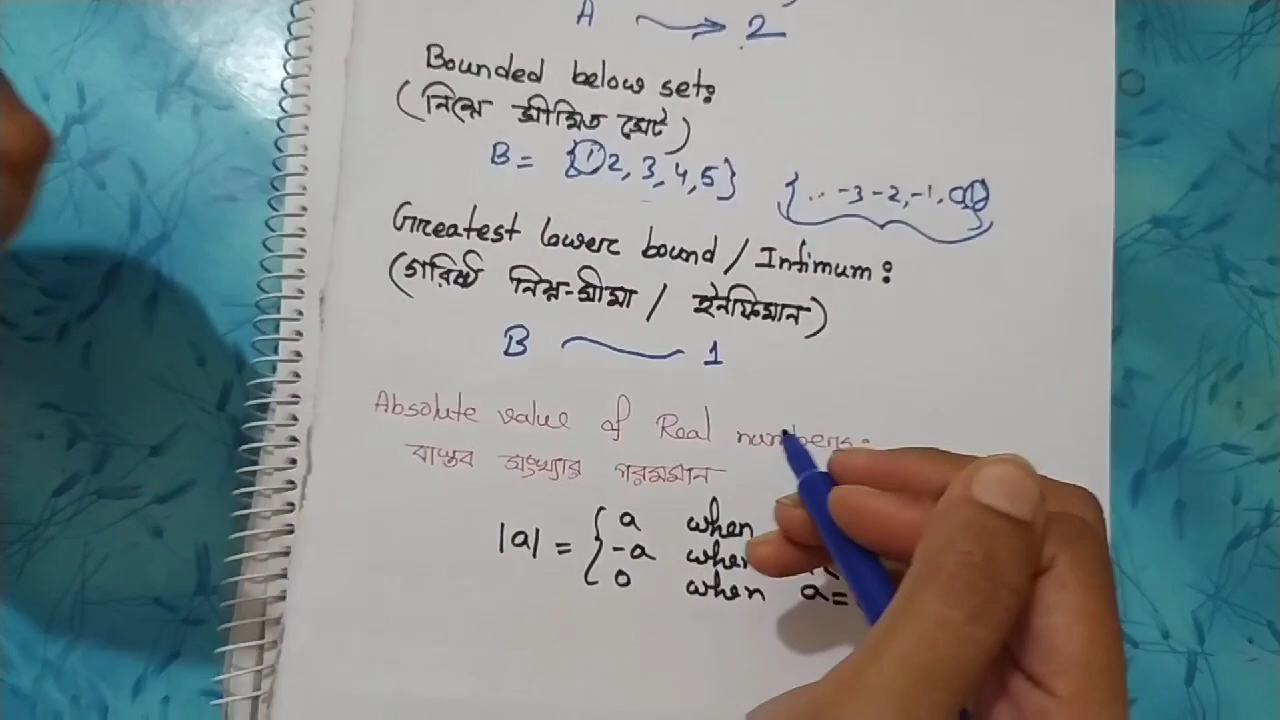 A → 2
Bounded below set:
(নিম্নে সীমিত সেট)
B = {1 2, 3, 4, 5} {.. -3 -2, -1, 0
Greatest lower bound / Infimum:
(গরিষ্ঠ নিম্ন-সীমা / ইনফিমাম)
B 1
Absolute value of Real numbers:
বাস্তব সংখ্যার পরমমান
|a| = { a when
-a when
0 when a =